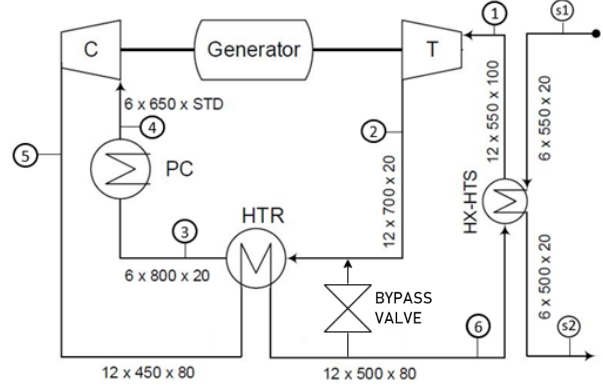 1
s1
C
Generator
T
6 x 650 x STD
12 x 550 x 100
6 x 550 x 20
4
2
5
PC
12 x 700 x 20
HX-HTS
HTR
3
6 x 800 x 20
BYPASS
VALVE
6 x 500 x 20
6
s2
12 x 450 x 80
12 x 500 x 80